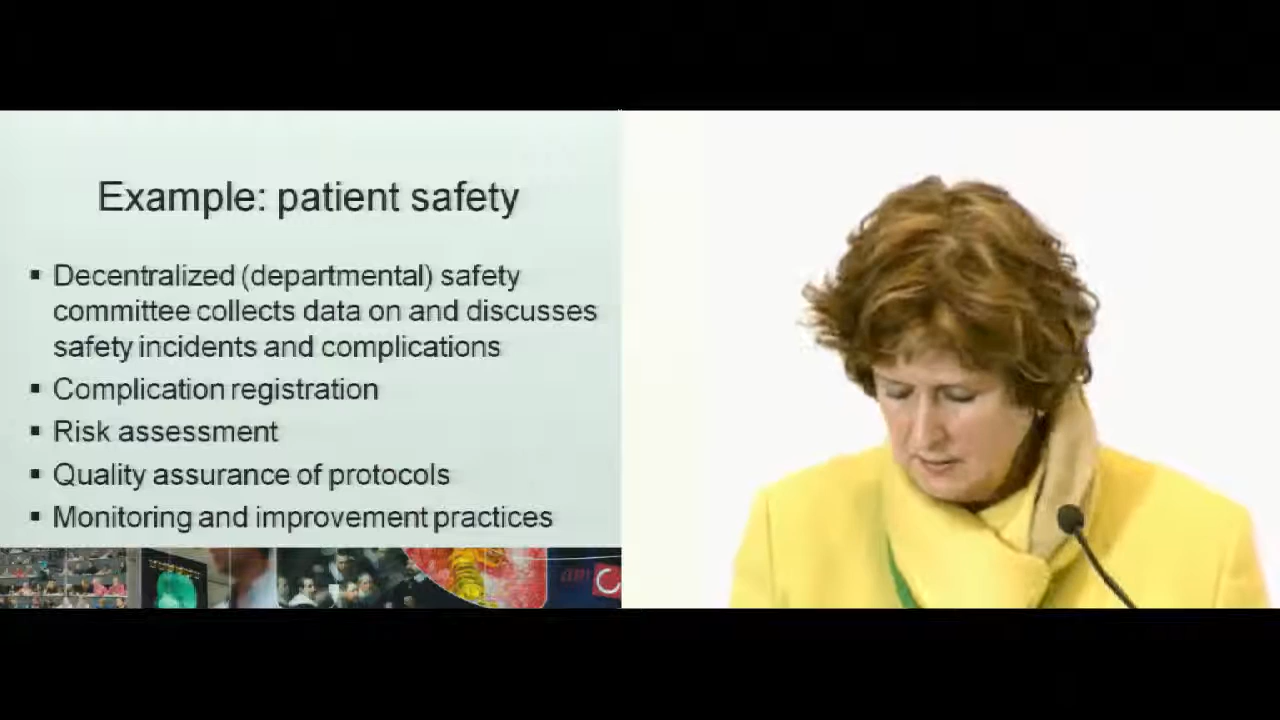 Example: patient safety
▪ Decentralized (departmental) safety
committee collects data on and discusses
safety incidents and complications
▪ Complication registration
▪ Risk assessment
▪ Quality assurance of protocols
▪ Monitoring and improvement practices